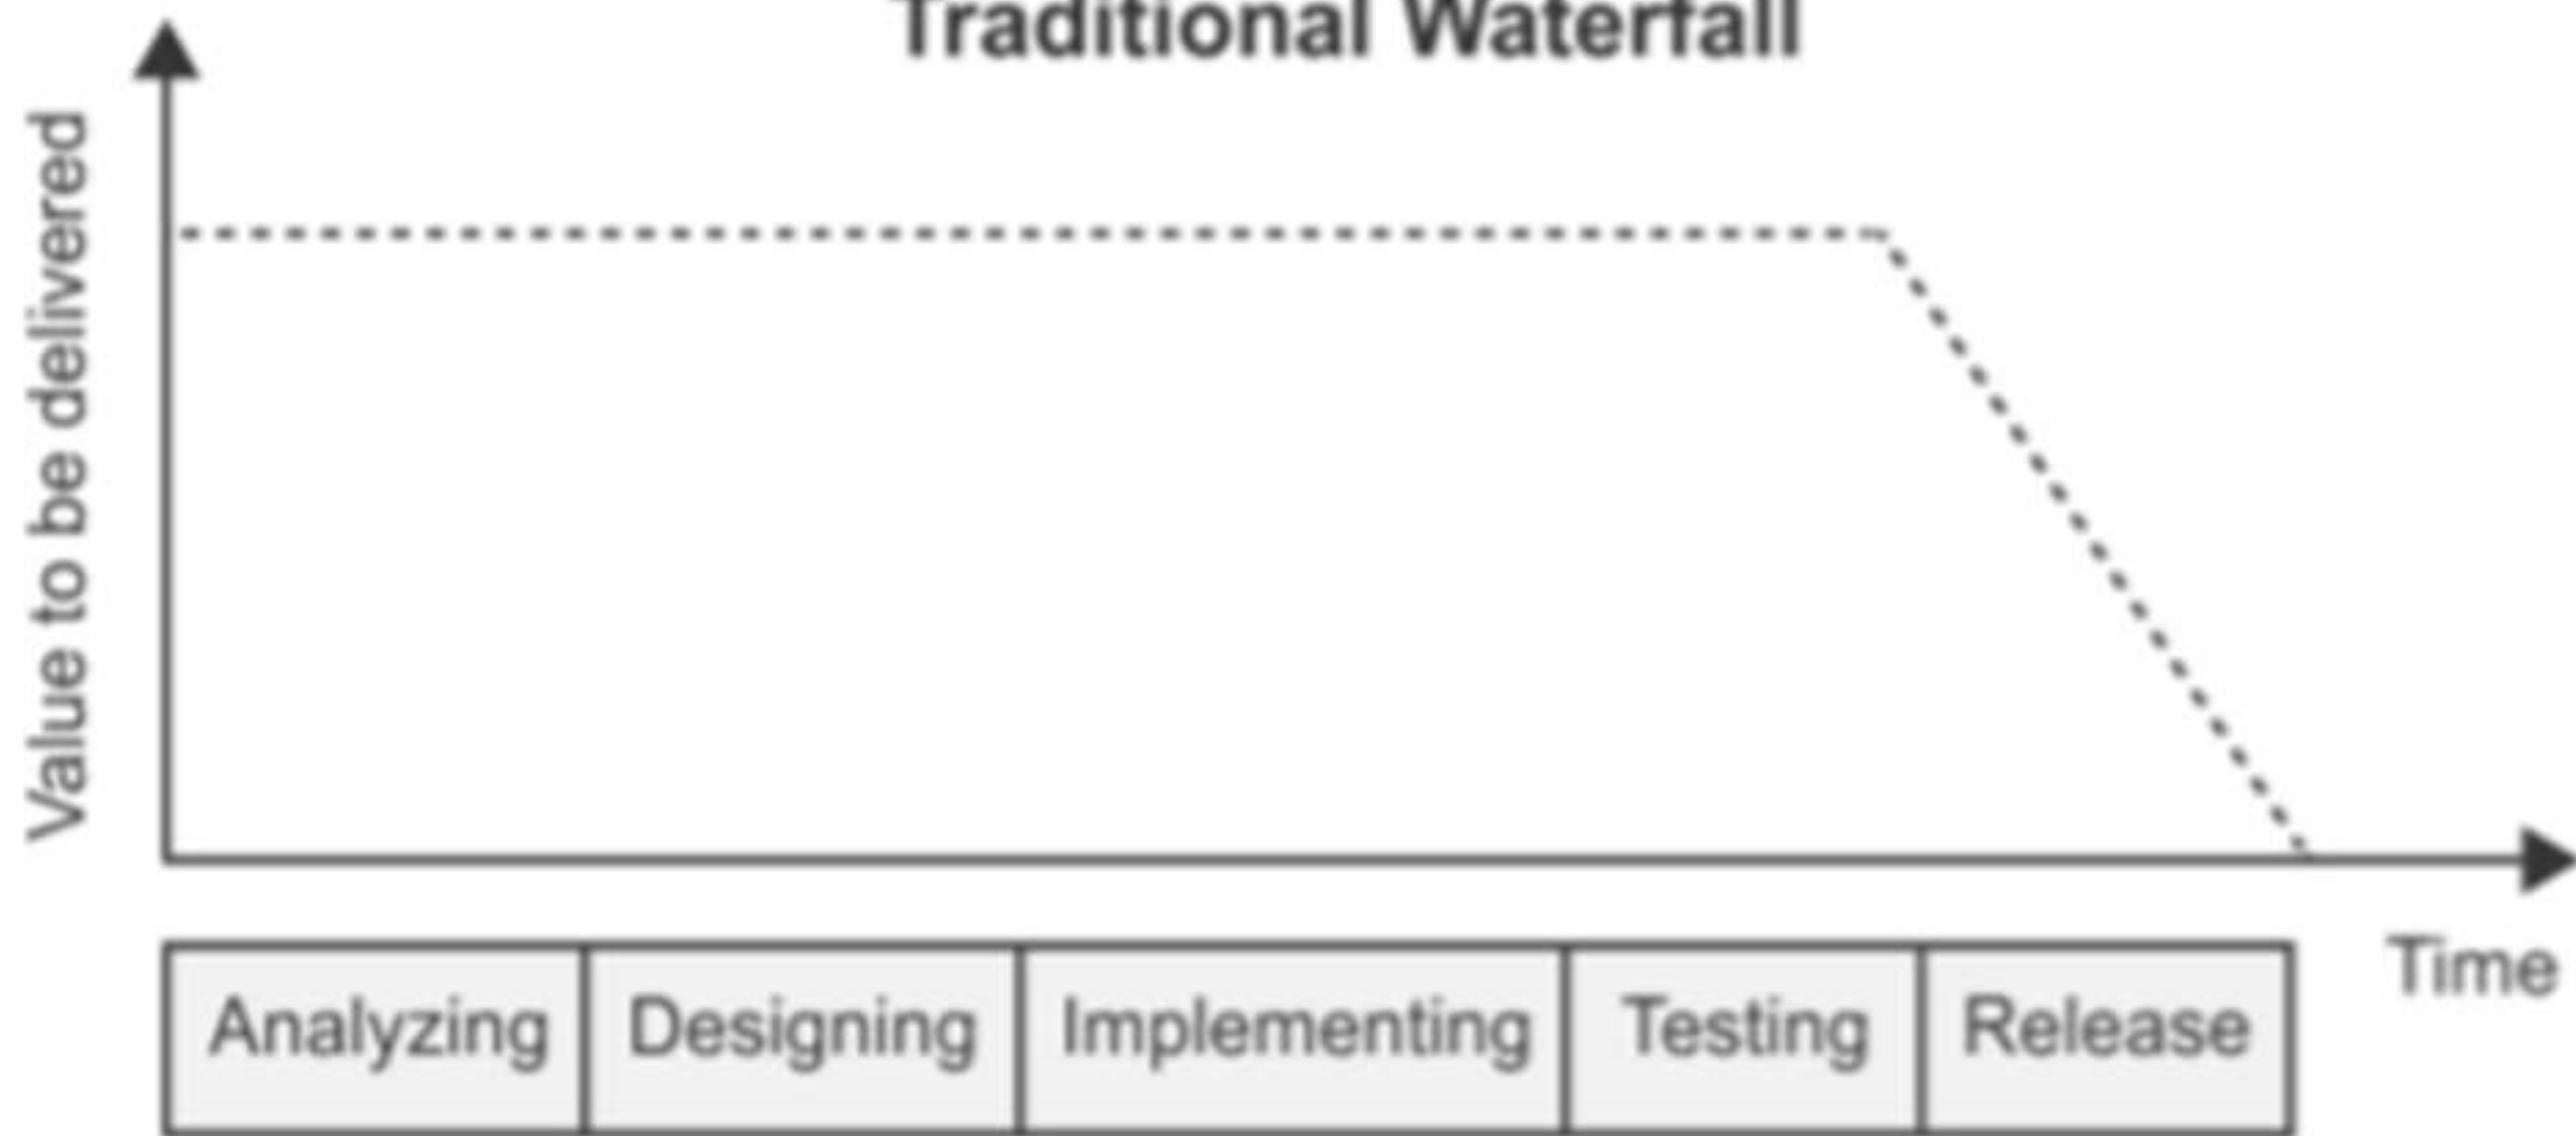 Traditional Waterfall
Value to be delivered
Time
Analyzing
Designing
Implementing
Testing
Release